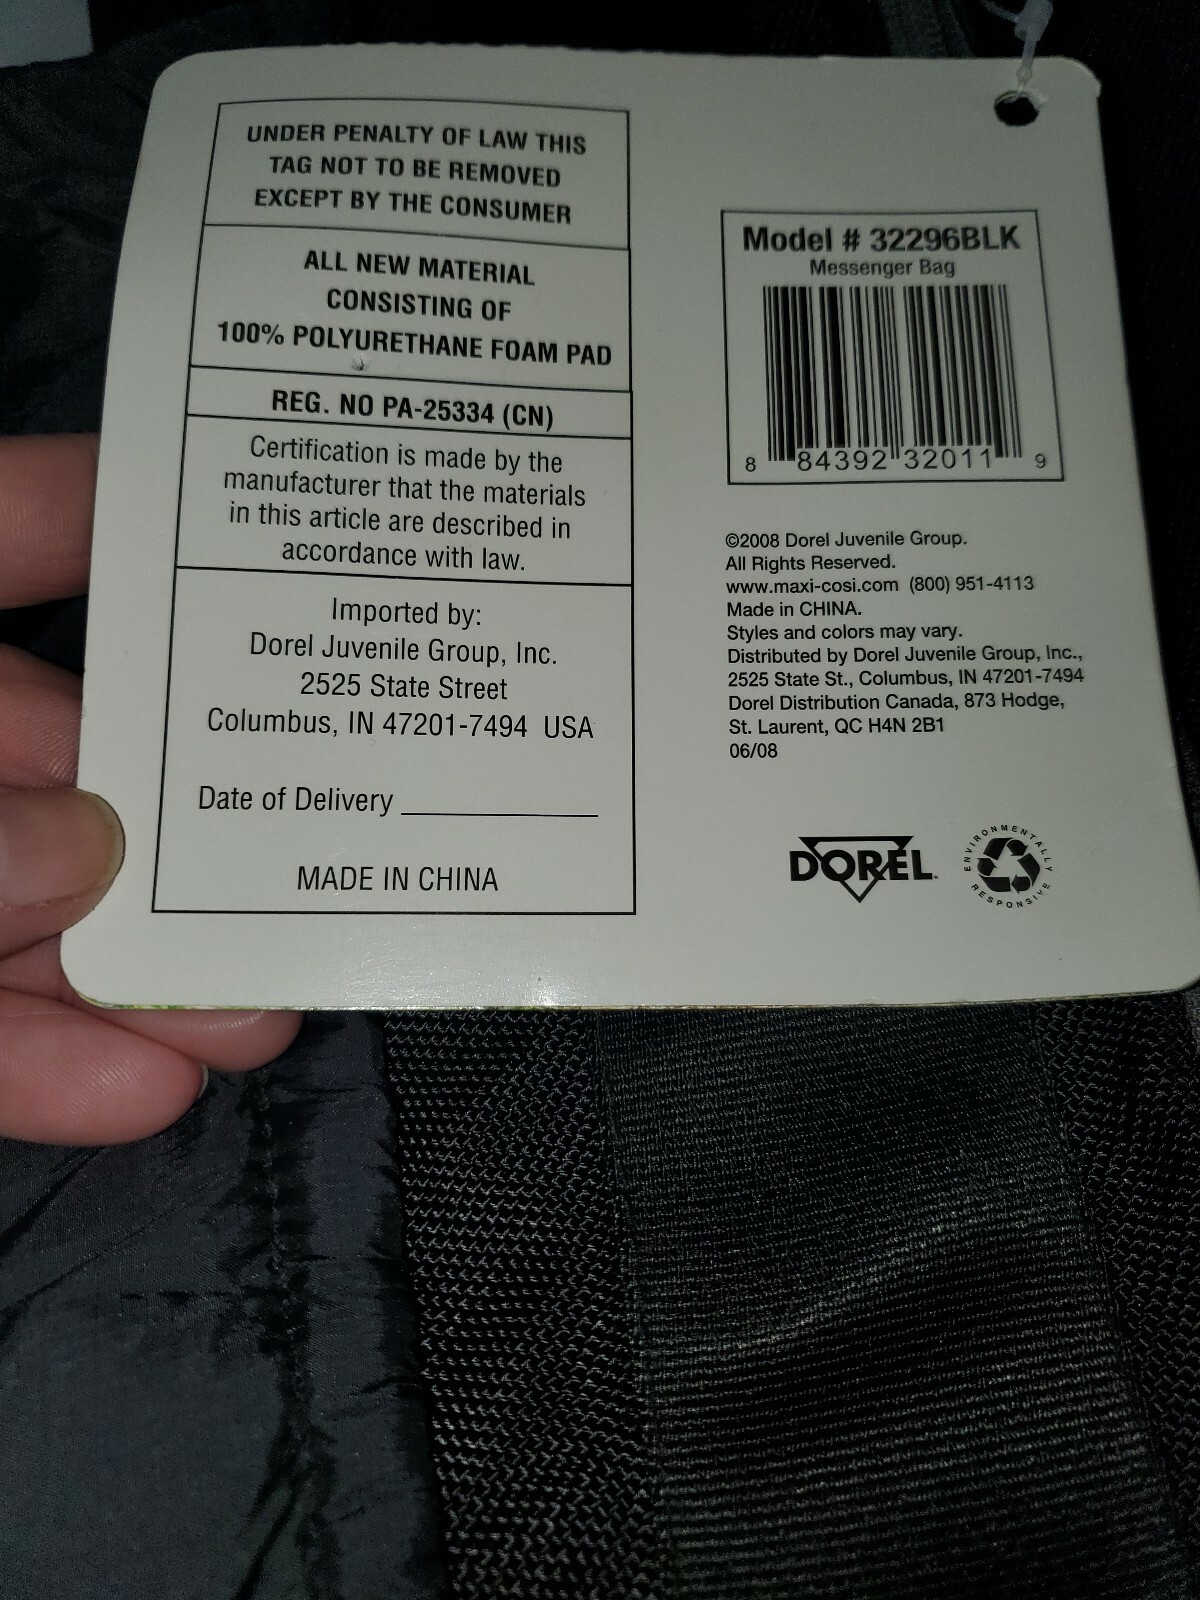 UNDER PENALTY OF LAW THIS
TAG NOT TO BE REMOVED
EXCEPT BY THE CONSUMER
ALL NEW MATERIAL
CONSISTING OF
100% POLYURETHANE FOAM PAD
REG. NO PA-25334 (CN)
Certification is made by the
manufacturer that the materials
in this article are described in
accordance with law.
Imported by:
Dorel Juvenile Group, Inc.
2525 State Street
Columbus, IN 47201-7494 USA
Date of Delivery ____________
MADE IN CHINA
Model # 32296BLK
Messenger Bag
8 84392 32011 9
©2008 Dorel Juvenile Group.
All Rights Reserved.
www.maxi-cosi.com (800) 951-4113
Made in CHINA.
Styles and colors may vary.
Distributed by Dorel Juvenile Group, Inc.,
2525 State St., Columbus, IN 47201-7494
Dorel Distribution Canada, 873 Hodge,
St. Laurent, QC H4N 2B1
06/08
DOREL
ENVIRONMENTALLY
RESPONSIVE